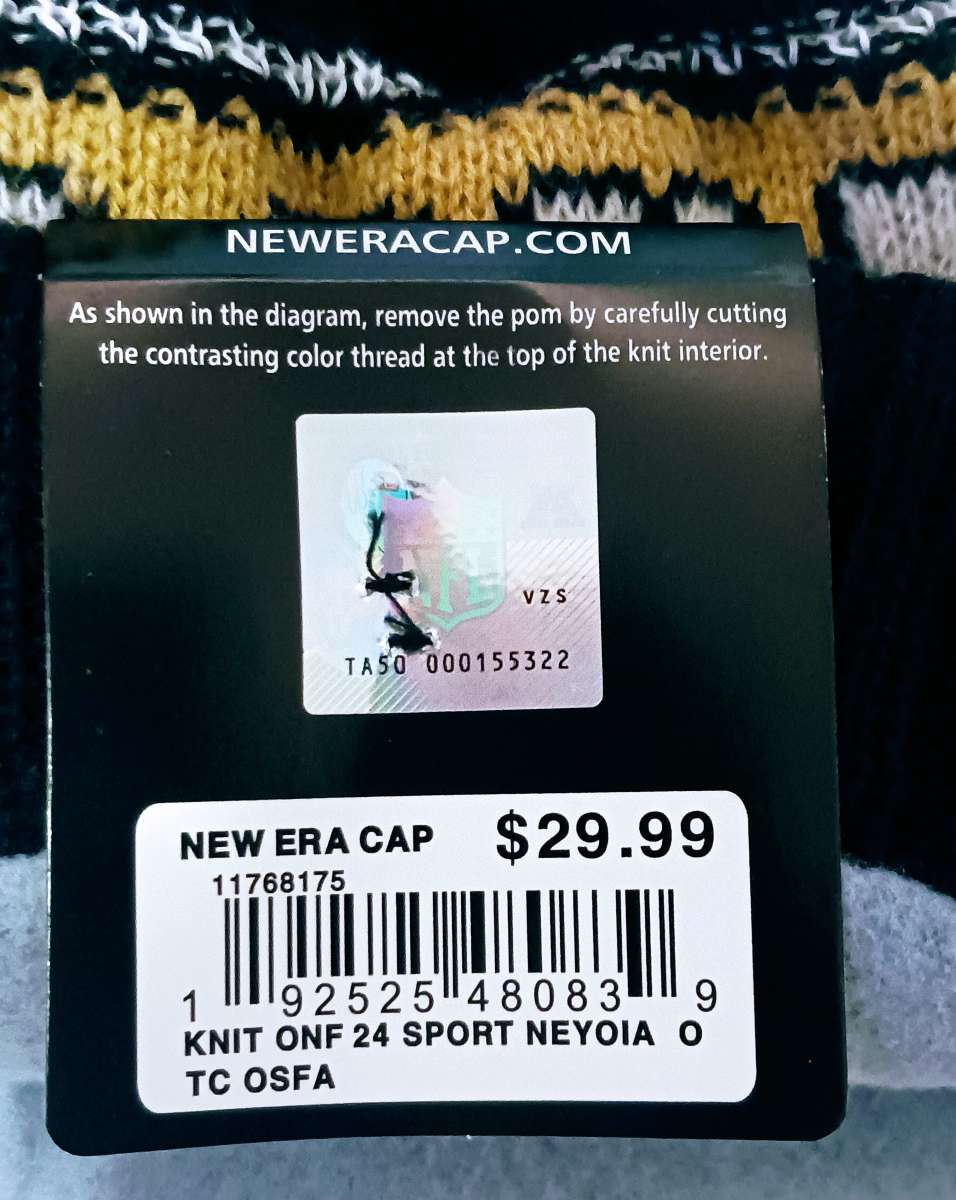 NEWERACAP.COM
As shown in the diagram, remove the pom by carefully cutting
the contrasting color thread at the top of the knit interior.
NFL
VZS
TA50 000155322
NEW ERA CAP $29.99
11768175
1 92525 48083 9
KNIT ONF 24 SPORT NEYOIA O
TC OSFA